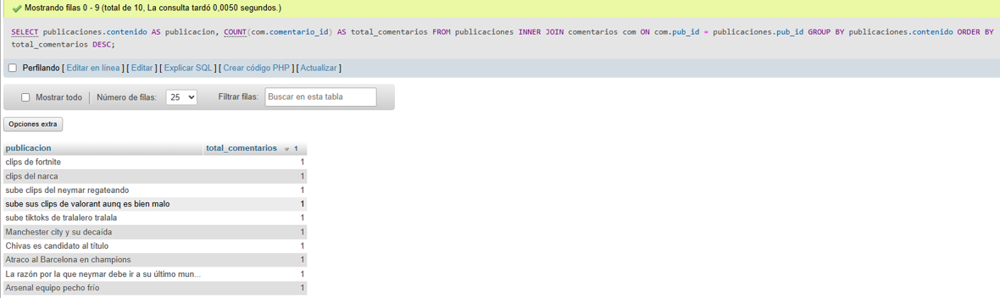 Mostrando filas 0 - 9 (total de 10, La consulta tardó 0,0050 segundos.)
SELECT publicaciones.contenido AS publicacion, COUNT(com.comentario_id) AS total_comentarios FROM publicaciones INNER JOIN comentarios com ON com.pub_id = publicaciones.pub_id GROUP BY publicaciones.contenido ORDER BY
total_comentarios DESC;
Perfilando [ Editar en línea ] [ Editar ] [ Explicar SQL ] [ Crear código PHP ] [ Actualizar ]
Mostrar todo Número de filas: 25 Filtrar filas: Buscar en esta tabla
Opciones extra
publicacion total_comentarios 1
clips de fortnite 1
clips del narca 1
sube clips del neymar regateando 1
sube sus clips de valorant aunq es bien malo 1
sube tiktoks de tralalero tralala 1
Manchester city y su decaída 1
Chivas es candidato al título 1
Atraco al Barcelona en champions 1
La razón por la que neymar debe ir a su último mun... 1
Arsenal equipo pecho frío 1